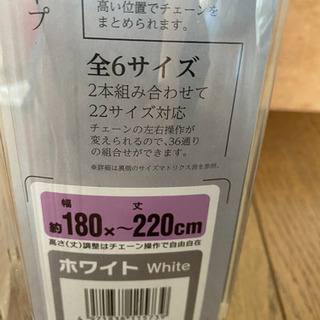 プ
高い位置でチェーンを
まとめられます。
全6サイズ
2本組み合わせて
22サイズ対応
チェーンの左右操作が
変えられるので、36通り
の組合せができます。
※詳細は裏側のサイズマトリクス表を参照。
幅 丈
約180×〜220cm
高さ(丈)調整はチェーン操作で自由自在
ホワイト White